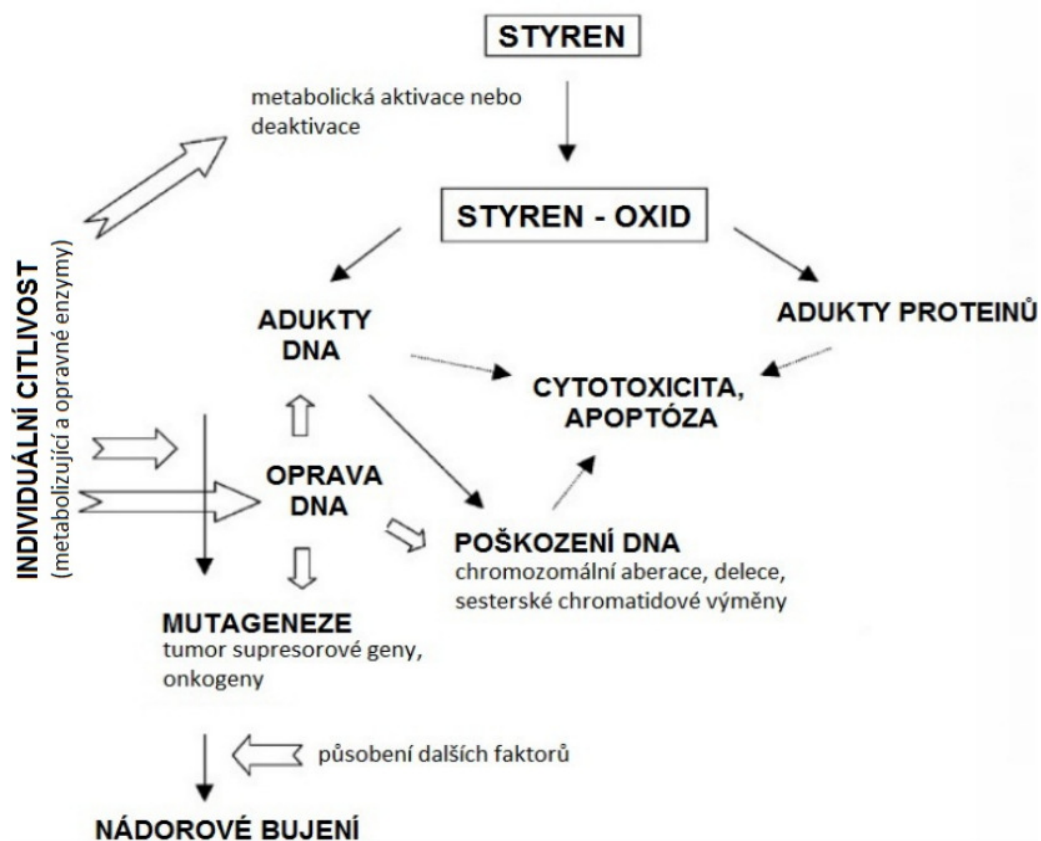 STYREN
metabolická aktivace nebo
deaktivace
STYREN - OXID
INDIVIDUÁLNÍ CITLIVOST
(metabolizující a opravné enzymy)
ADUKTY
DNA
ADUKTY PROTEINŮ
CYTOTOXICITA,
APOPTÓZA
OPRAVA
DNA
POŠKOZENÍ DNA
chromozomální aberace, delece,
sesterské chromatidové výměny
MUTAGENEZE
tumor supresorové geny,
onkogeny
působení dalších faktorů
NÁDOROVÉ BUJENÍ